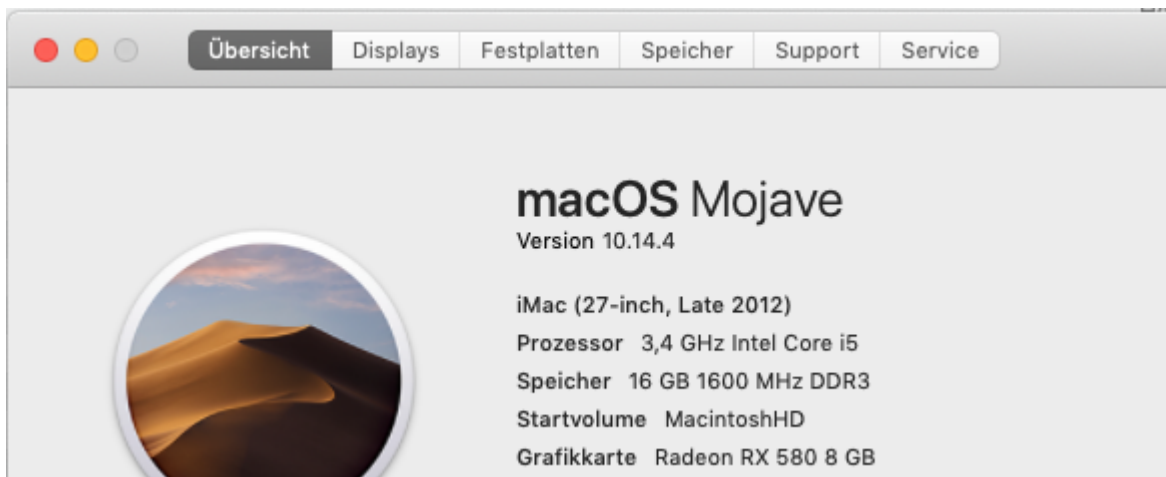 Übersicht Displays Festplatten Speicher Support Service
macOS Mojave
Version 10.14.4
iMac (27-inch, Late 2012)
Prozessor 3,4 GHz Intel Core i5
Speicher 16 GB 1600 MHz DDR3
Startvolume MacintoshHD
Grafikkarte Radeon RX 580 8 GB